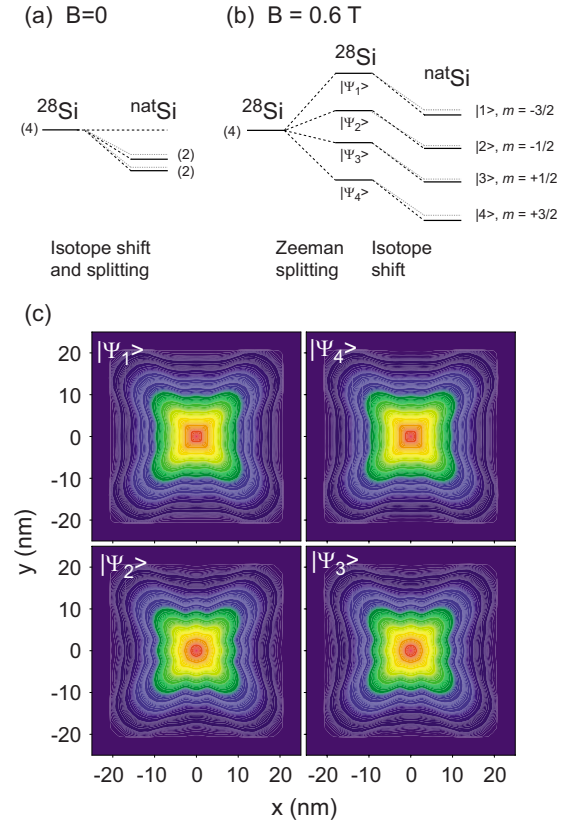 (a) B=0
(b) B = 0.6 T
²⁸Si
ⁿᵃᵗSi
(4)
(2)
(2)
Isotope shift
and splitting
²⁸Si
²⁸Si
ⁿᵃᵗSi
(4)
|Ψ₁>
|Ψ₂>
|Ψ₃>
|Ψ₄>
|1>, m = -3/2
|2>, m = -1/2
|3>, m = +1/2
|4>, m = +3/2
Zeeman
splitting
Isotope
shift
(c)
|Ψ₁>
|Ψ₄>
20
10
0
-10
-20
|Ψ₂>
|Ψ₃>
20
10
0
-10
-20
y (nm)
-20 -10 0 10 20 -20 -10 0 10 20
x (nm)